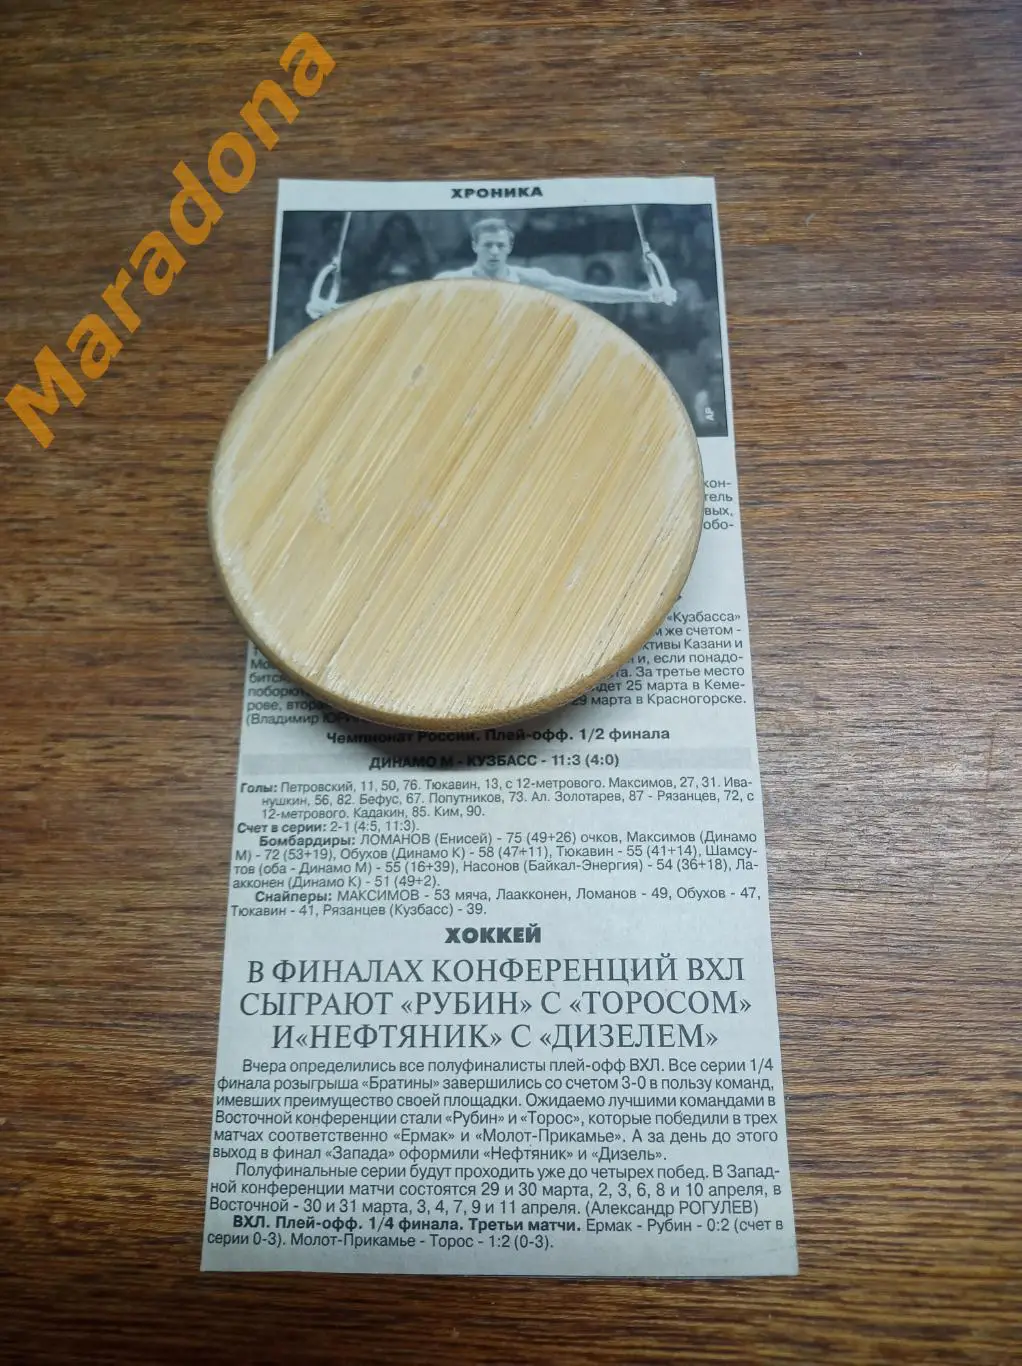 Maradona
ХРОНИКА
AP
кон-
тель
вых,
обо-
«Кузбасса»
м же счетом -
ктивы Казани и
и, если понадо-
бится
та. За третье место
поборют
дет 25 марта в Кеме-
рове, втора
29 марта в Красногорске.
(Владимир
Чемпионат России. Плей-офф. 1/2 финала
ДИНАМО М - КУЗБАСС - 11:3 (4:0)
Голы: Петровский, 11, 50, 76. Тюкавин, 13, с 12-метрового. Максимов, 27, 31. Ива-
нушкин, 56, 82. Бефус, 67. Попутников, 73. Ал. Золотарев, 87 - Рязанцев, 72, с
12-метрового. Кадакин, 85. Ким, 90.
Счет в серии: 2-1 (4:5, 11:3).
Бомбардиры: ЛОМАНОВ (Енисей) - 75 (49+26) очков, Максимов (Динамо
М) - 72 (53+19), Обухов (Динамо К) - 58 (47+11), Тюкавин - 55 (41+14), Шамсу-
тов (оба - Динамо М) - 55 (16+39), Насонов (Байкал-Энергия) - 54 (36+18), Ла-
акконен (Динамо К) - 51 (49+2).
Снайперы: МАКСИМОВ - 53 мяча, Лаакконен, Ломанов - 49, Обухов - 47,
Тюкавин - 41, Рязанцев (Кузбасс) - 39.
ХОККЕЙ
В ФИНАЛАХ КОНФЕРЕНЦИЙ ВХЛ
СЫГРАЮТ «РУБИН» С «ТОРОСОМ»
И«НЕФТЯНИК» С «ДИЗЕЛЕМ»
Вчера определились все полуфиналисты плей-офф ВХЛ. Все серии 1/4
финала розыгрыша «Братины» завершились со счетом 3-0 в пользу команд,
имевших преимущество своей площадки. Ожидаемо лучшими командами в
Восточной конференции стали «Рубин» и «Торос», которые победили в трех
матчах соответственно «Ермак» и «Молот-Прикамье». А за день до этого
выход в финал «Запада» оформили «Нефтяник» и «Дизель».
Полуфинальные серии будут проходить уже до четырех побед. В Запад-
ной конференции матчи состоятся 29 и 30 марта, 2, 3, 6, 8 и 10 апреля, в
Восточной - 30 и 31 марта, 3, 4, 7, 9 и 11 апреля. (Александр РОГУЛЕВ)
ВХЛ. Плей-офф. 1/4 финала. Третьи матчи. Ермак - Рубин - 0:2 (счет в
серии 0-3). Молот-Прикамье - Торос - 1:2 (0-3).